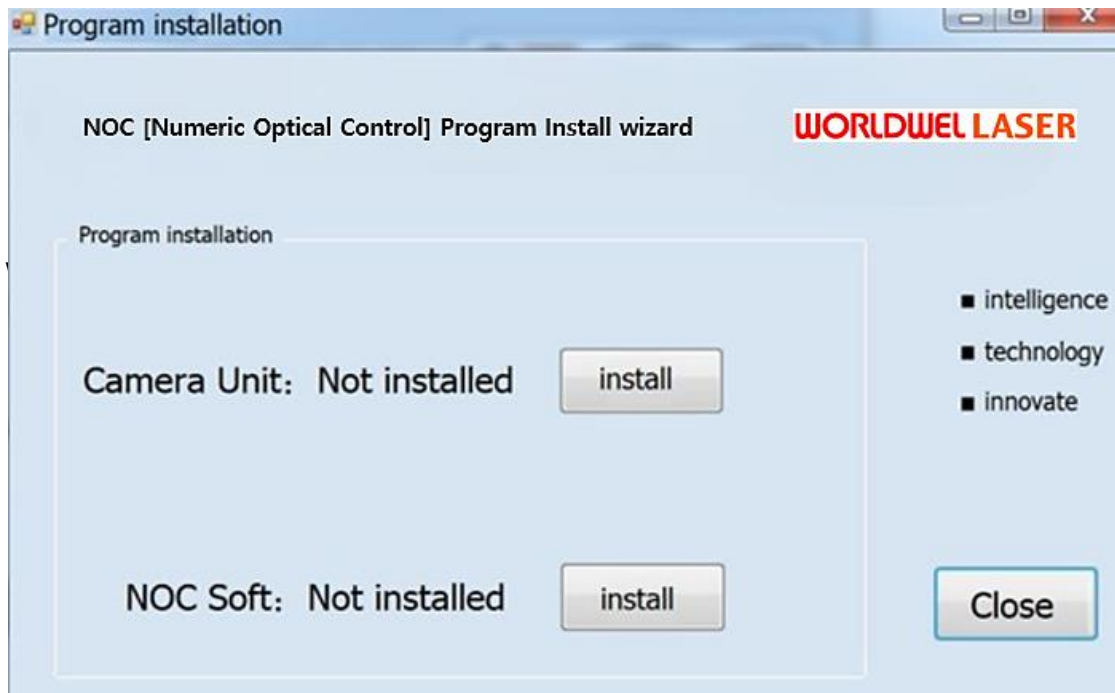 Program installation
NOC [Numeric Optical Control] Program Install wizard
WORLDWEL LASER
Program installation
■ intelligence
■ technology
■ innovate
Camera Unit: Not installed
install
NOC Soft: Not installed
install
Close